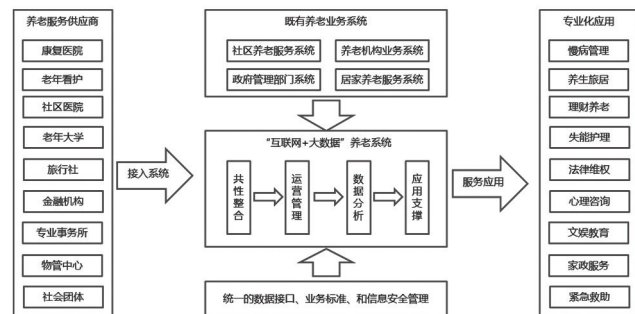 养老服务供应商
康复医院
老年看护
社区医院
老年大学
旅行社
金融机构
专业事务所
物管中心
社会团体
接入系统
既有养老业务系统
社区养老服务系统
养老机构业务系统
政府管理部门系统
居家养老服务系统
“互联网+大数据”养老系统
共性整合
运营管理
数据分析
应用支撑
统一的数据接口、业务标准、和信息安全管理
服务应用
专业化应用
慢病管理
养生旅居
理财养老
失能护理
法律维权
心理咨询
文娱教育
家政服务
紧急救助